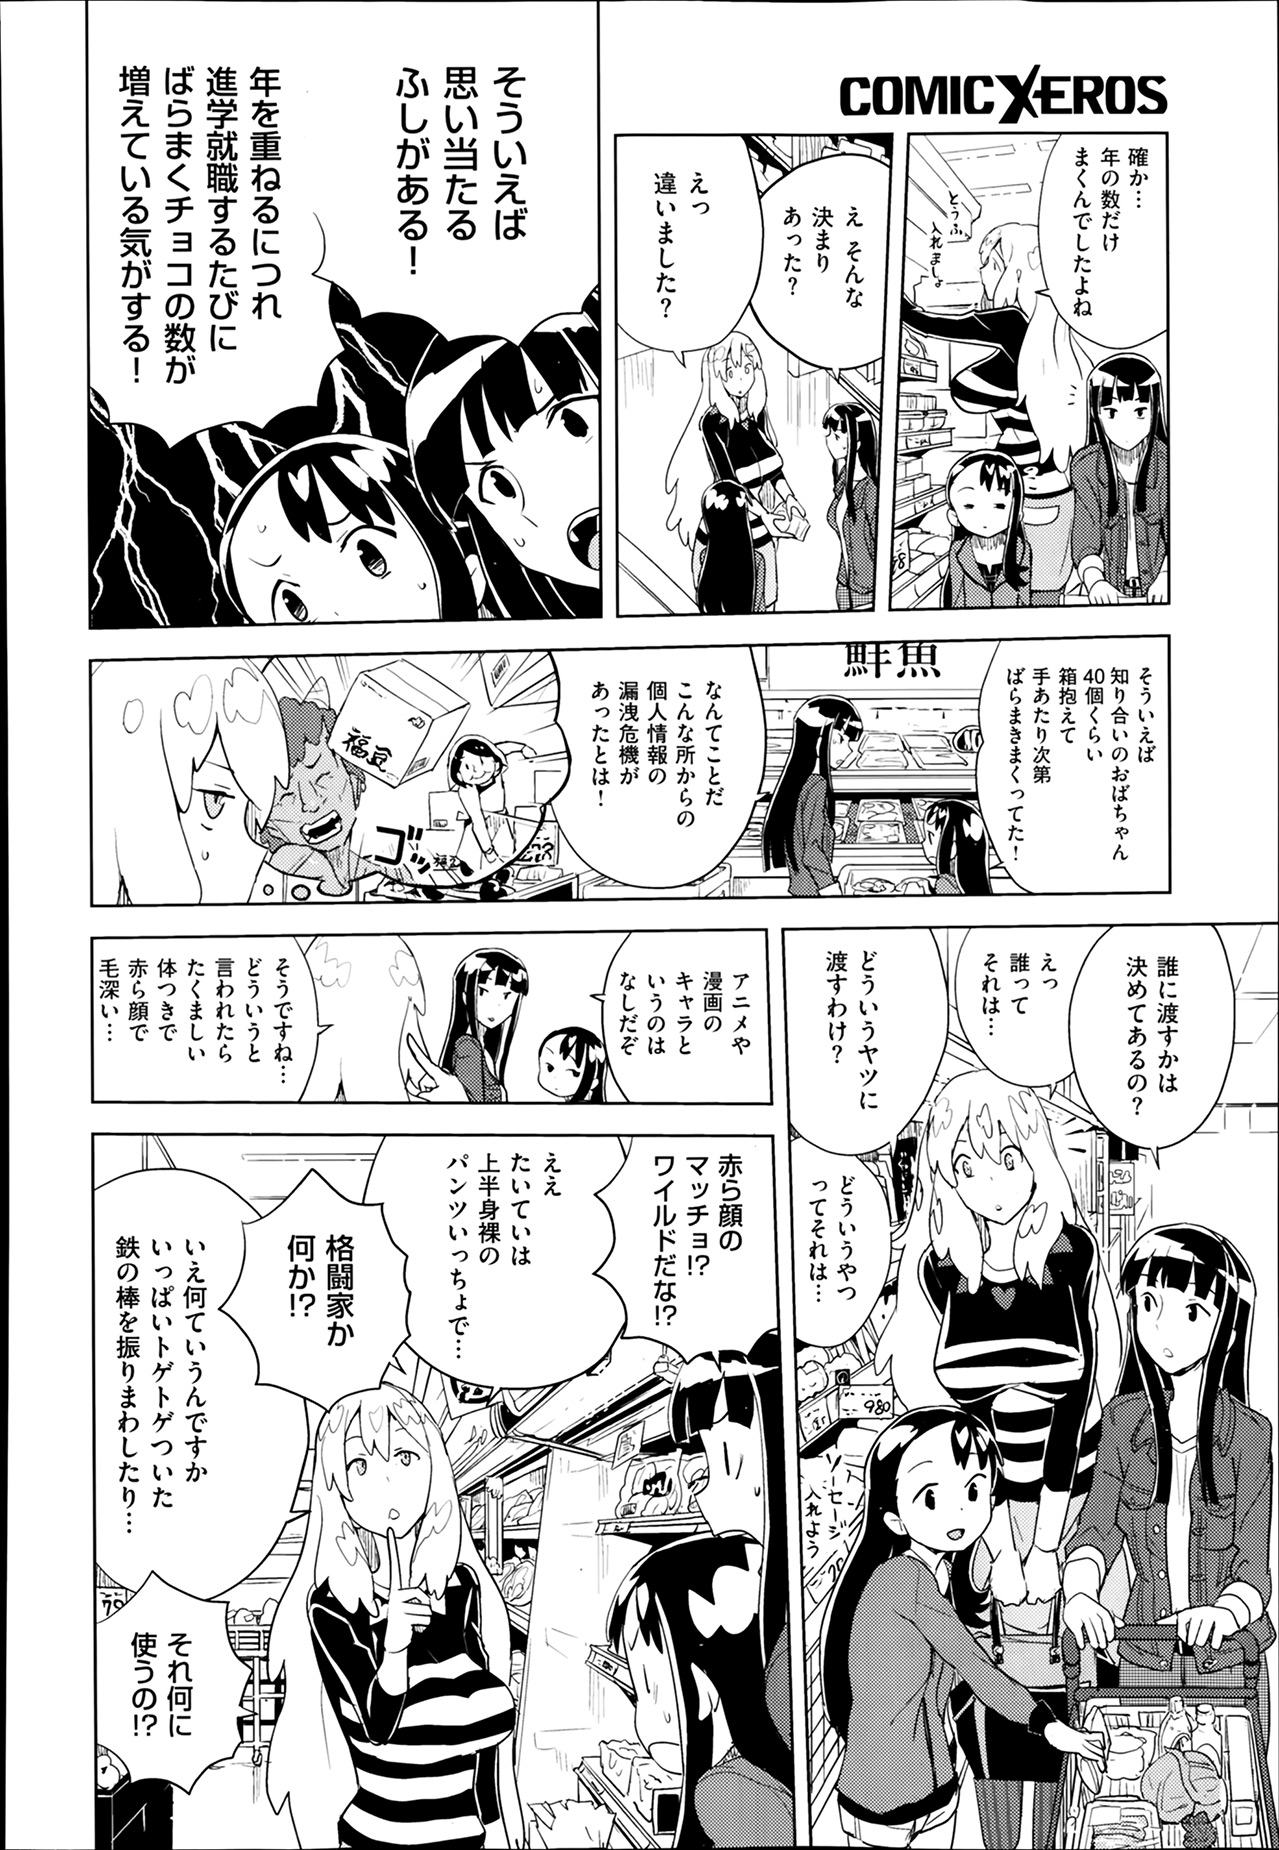 COMIC XEROS
確か…
年の数だけ
まくんでしたよね
とうふ
入れましょ
え そんな
決まり
あった?
えっ
違いました?
そういえば
思い当たる
ふしがある!
年を重ねるにつれ
進学就職するたびに
ばらまくチョコの数が
増えている気がする!
そういえば
知り合いのおばちゃん
40個くらい
箱抱えて
手あたり次第
ばらまきまくってた!
鮮魚
なんてことだ
こんな所からの
個人情報の
漏洩危機が
あったとは!
福豆
ゴッ
誰に渡すかは
決めてあるの?
えっ
誰って
それは…
どういうヤツに
渡すわけ?
どういうやつ
ってそれは…
980
ソーセージ
入れよう
アニメや
漫画の
キャラと
いうのは
なしだぞ
そうですね…
どういうと
言われたら
たくましい
体つきで
赤ら顔で
毛深い…
赤ら顔の
マッチョ!?
ワイルドだな!?
ええ
たいていは
上半身裸の
パンツいっちょで…
格闘家か
何か!?
いえ何ていうんですか
いっぱいトゲトゲついた
鉄の棒を振りまわしたり…
それ何に
使うの!?